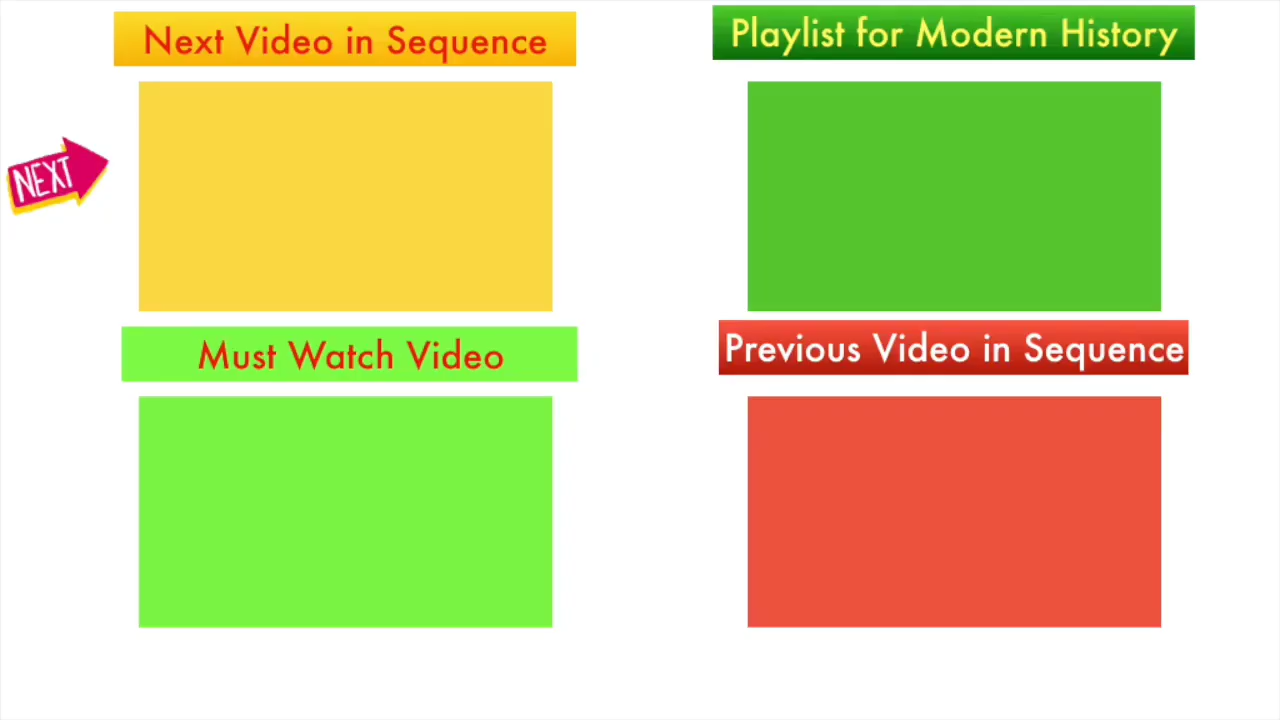 Next Video in Sequence
Playlist for Modern History
NEXT
Must Watch Video
Previous Video in Sequence